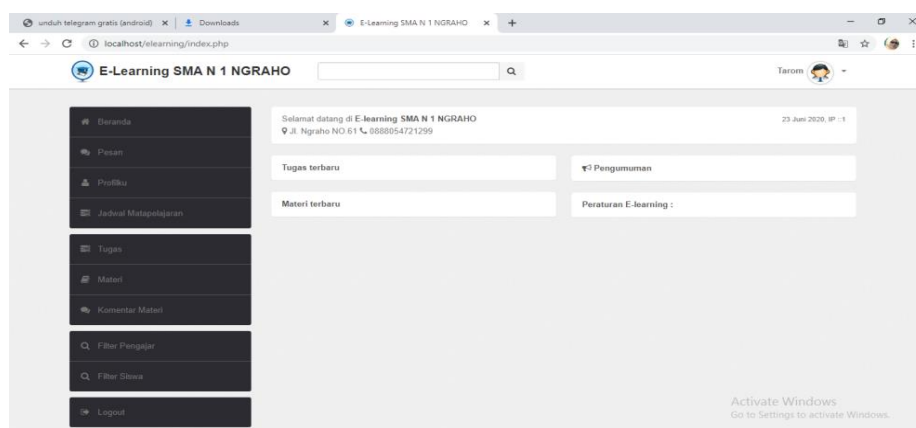 unduh telegram gratis (android)
Downloads
E-Learning SMA N 1 NGRAHO
localhost/elearning/index.php
E-Learning SMA N 1 NGRAHO
Tarom
Beranda
Pesan
Profilku
Jadwal Matapelajaran
Tugas
Materi
Komentar Materi
Filter Pengajar
Filter Siswa
Logout
Selamat datang di E-learning SMA N 1 NGRAHO
Jl. Ngraho NO.61 0888054721299
23 Juni 2020, IP ::1
Tugas terbaru
Pengumuman
Materi terbaru
Peraturan E-learning :
Activate Windows
Go to Settings to activate Windows.